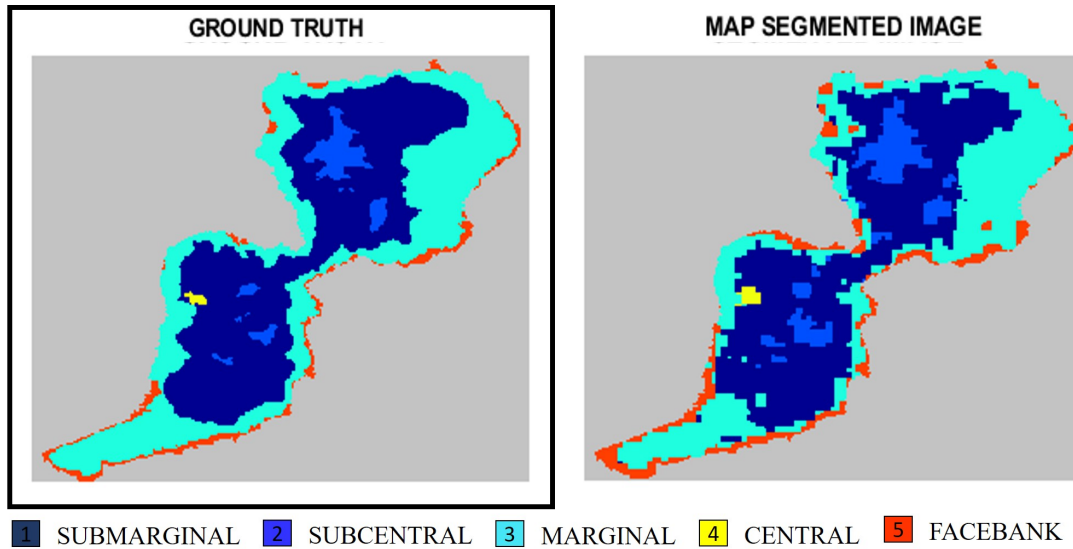 GROUND TRUTH
MAP SEGMENTED IMAGE
1 SUBMARGINAL 2 SUBCENTRAL 3 MARGINAL 4 CENTRAL 5 FACEBANK